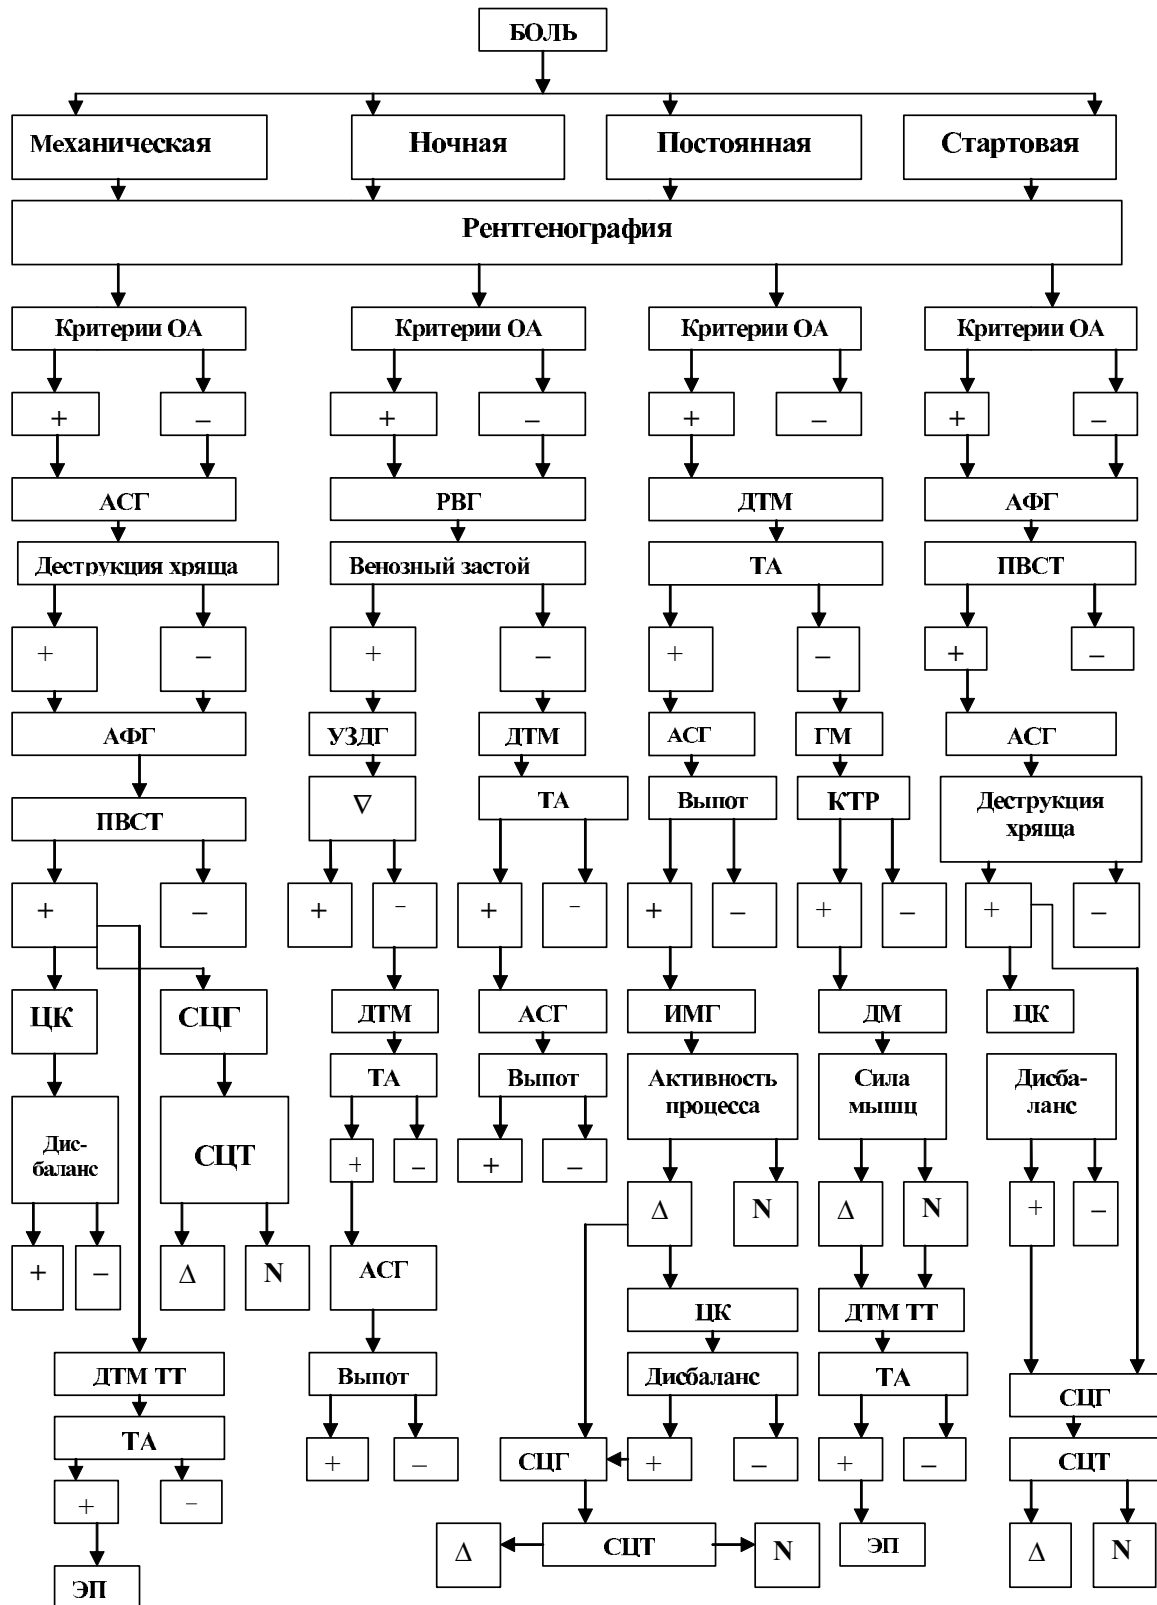 БОЛЬ
Механическая
Ночная
Постоянная
Стартовая
Рентгенография
Критерии ОА
Критерии ОА
Критерии ОА
Критерии ОА
+
–
+
–
+
–
+
–
АСГ
РВГ
ДТМ
АФГ
Деструкция хряща
Венозный застой
ТА
ПВСТ
+
–
+
–
+
–
+
–
АФГ
УЗДГ
ДТМ
АСГ
ГМ
АСГ
ПВСТ
∇
ТА
Выпот
КТР
Деструкция
хряща
+
–
+
–
+
–
+
–
+
–
+
–
ЦК
СЦГ
ДТМ
АСГ
ИМГ
ДМ
ЦК
Дис-
баланс
СЦТ
ТА
Выпот
Активность
процесса
Сила
мышц
Дисба-
ланс
+
–
+
–
+
–
Δ
N
Δ
N
Δ
N
+
–
АСГ
ЦК
ДТМ ТТ
ДТМ ТТ
Выпот
Дисбаланс
ТА
СЦГ
ТА
+
–
СЦГ
+
–
+
–
СЦТ
+
–
Δ
СЦТ
N
ЭП
Δ
N
ЭП